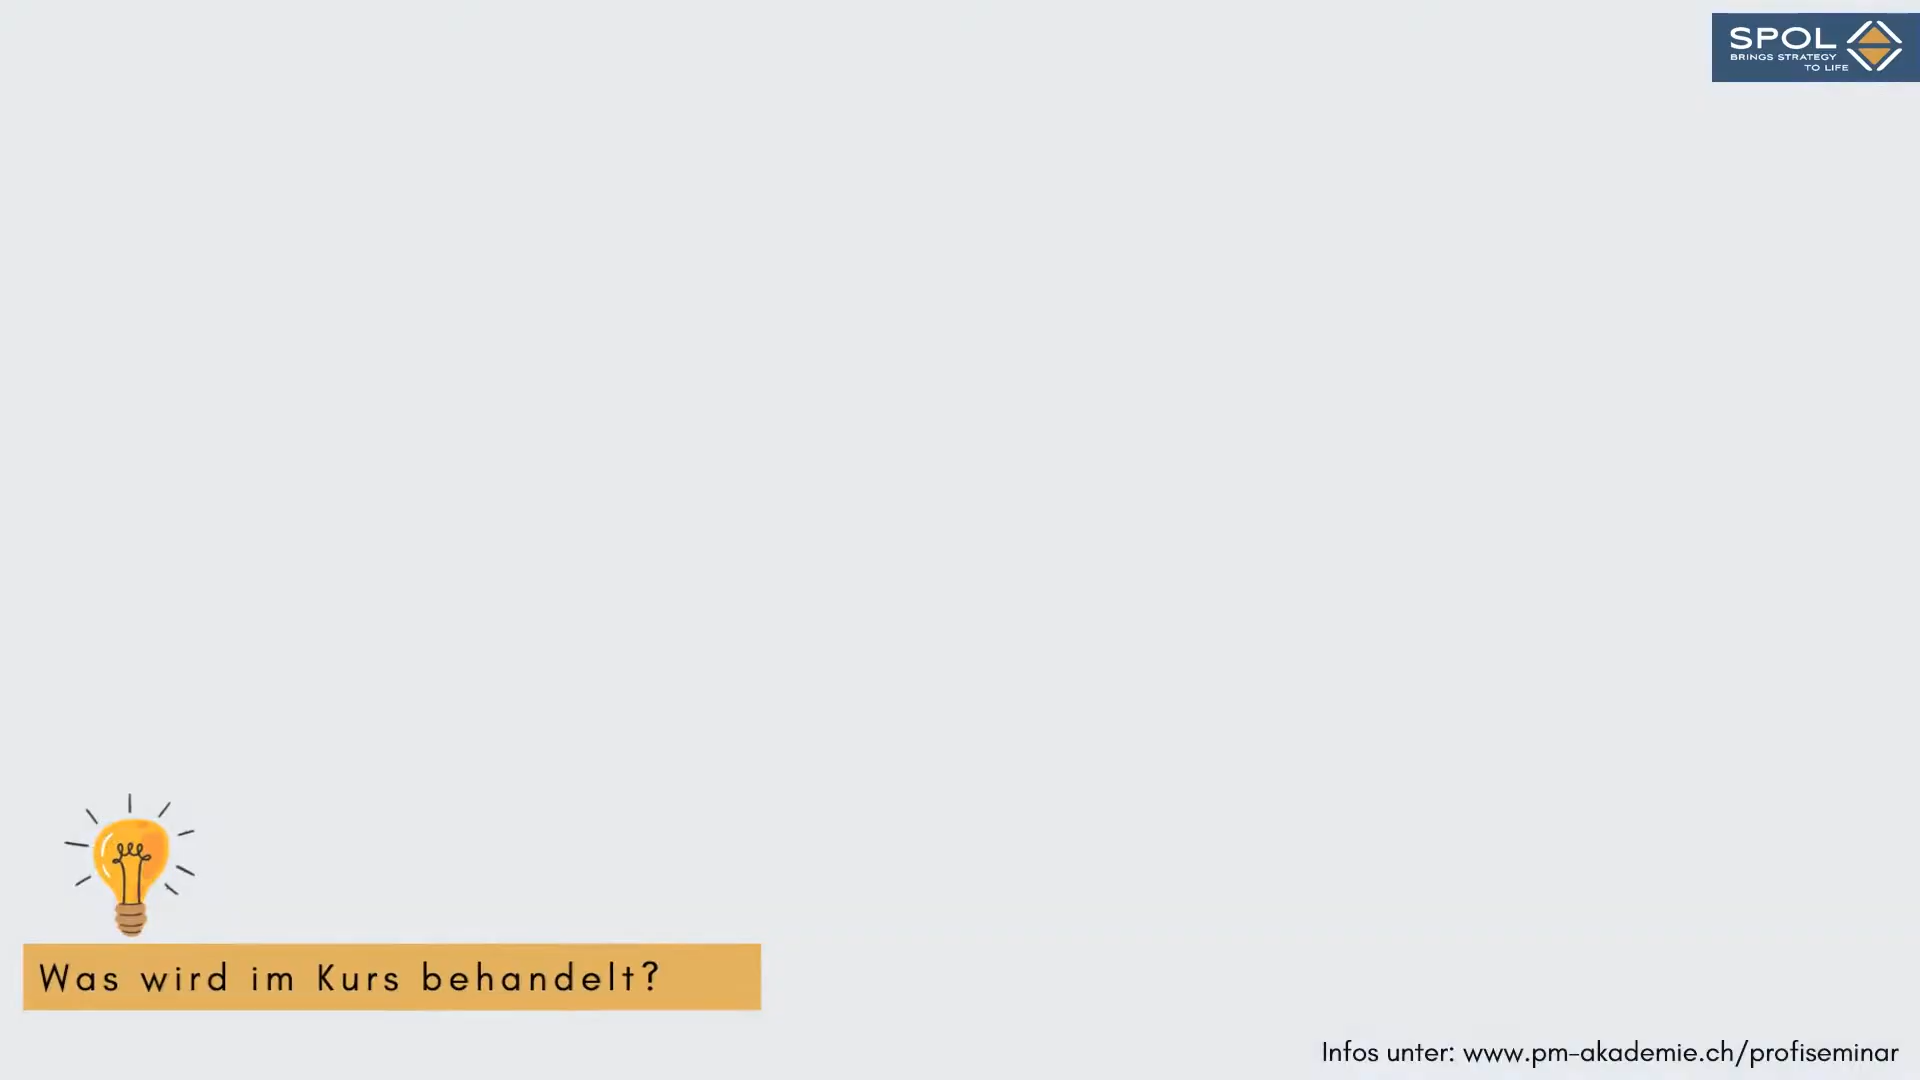 SPOL
BRINGS STRATEGY
TO LIFE
Was wird im Kurs behandelt?
Infos unter: www.pm-akademie.ch/profiseminar